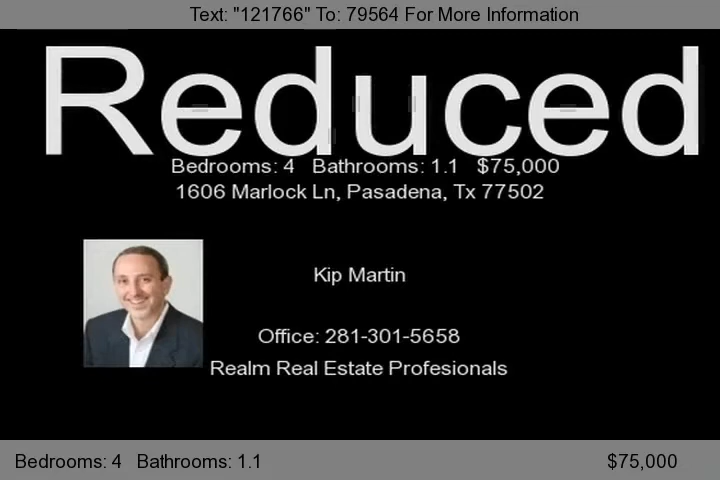 Text: "121766" To: 79564 For More Information
Reduced
Bedrooms: 4 Bathrooms: 1.1 $75,000
1606 Marlock Ln, Pasadena, Tx 77502
Kip Martin
Office: 281-301-5658
Realm Real Estate Profesionals
Bedrooms: 4 Bathrooms: 1.1 $75,000